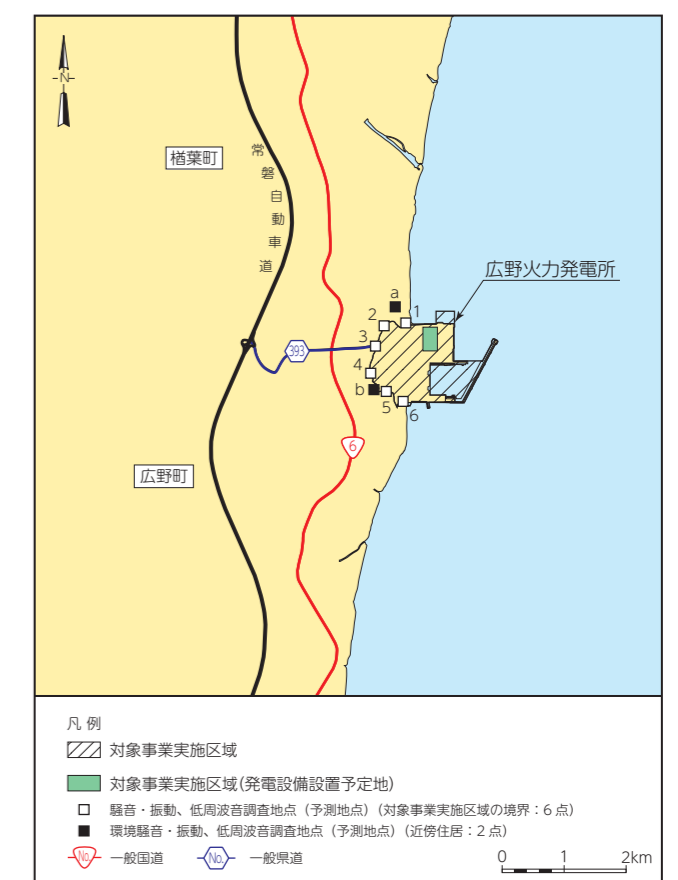 N
楢葉町
常磐自動車道
広野火力発電所
a
1
2
3
393
4
b
5
6
6
広野町
凡 例
対象事業実施区域
対象事業実施区域(発電設備設置予定地)
騒音・振動、低周波音調査地点（予測地点）(対象事業実施区域の境界：6 点）
環境騒音・振動、低周波音調査地点（予測地点）(近傍住居：2 点）
No. 一般国道 No. 一般県道
0 1 2km